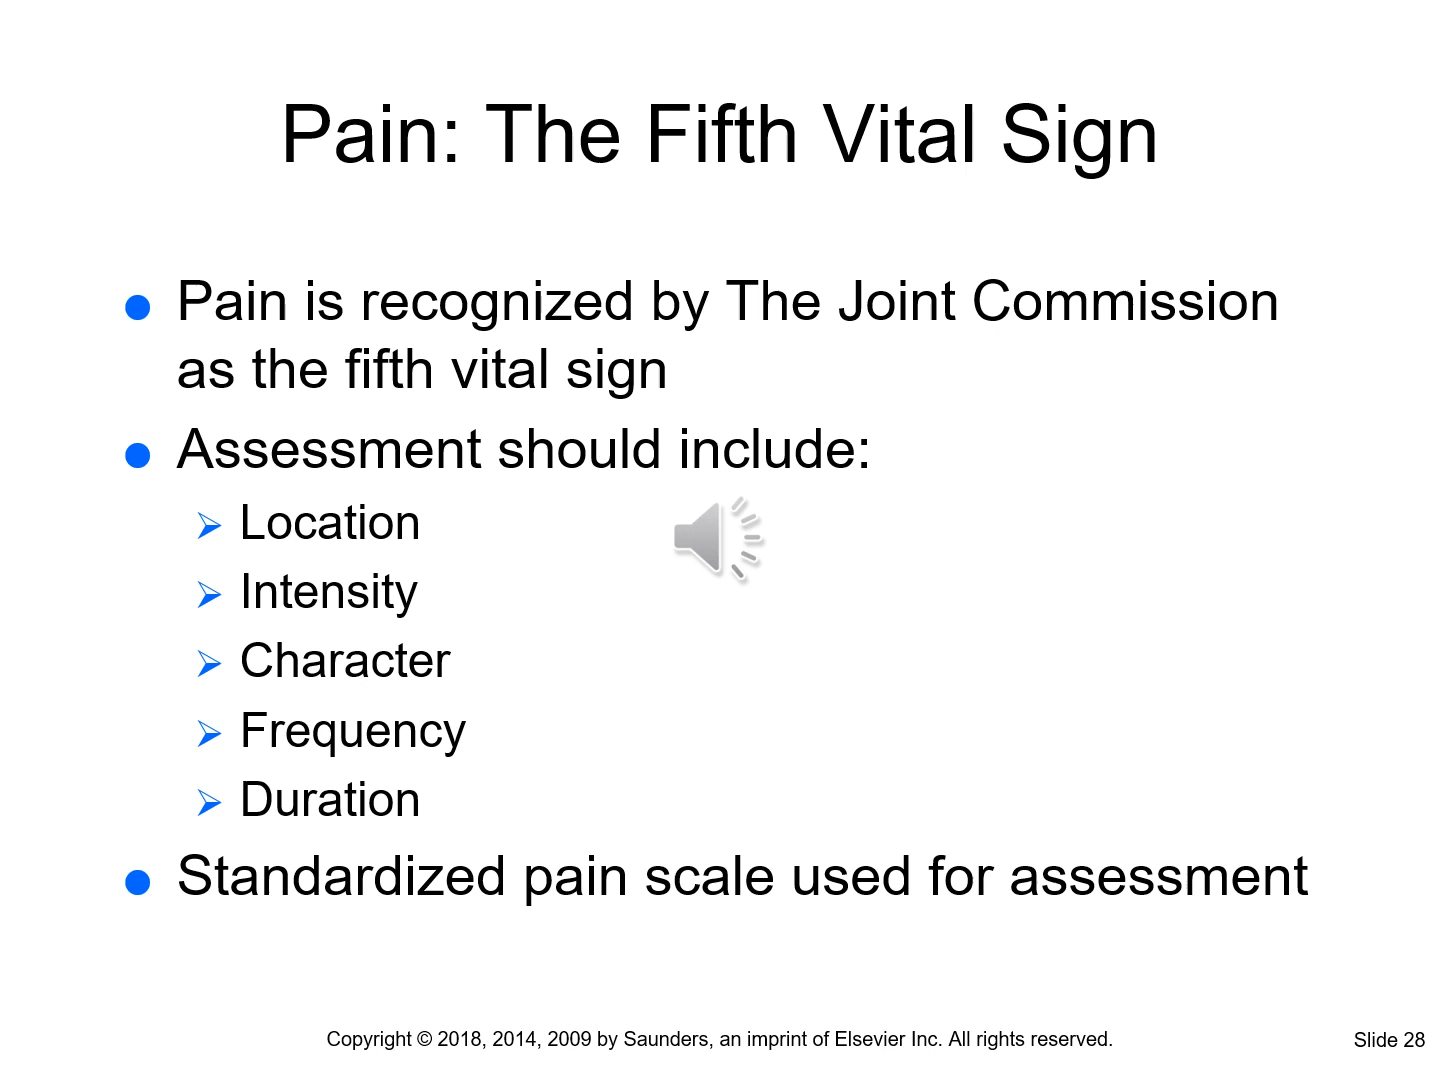 Pain: The Fifth Vital Sign
Pain is recognized by The Joint Commission
as the fifth vital sign
Assessment should include:
Location
Intensity
Character
Frequency
Duration
Standardized pain scale used for assessment
Copyright © 2018, 2014, 2009 by Saunders, an imprint of Elsevier Inc. All rights reserved.
Slide 28